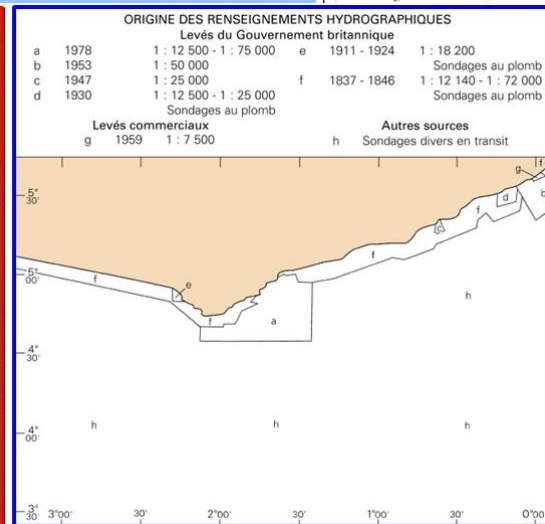 ORIGINE DES RENSEIGNEMENTS HYDROGRAPHIQUES
Levés du Gouvernement britannique
a 1978 1 : 12 500 - 1 : 75 000 e 1911 - 1924 1 : 18 200
b 1953 1 : 50 000 Sondages au plomb
c 1947 1 : 25 000 f 1837 - 1846 1 : 12 140 - 1 : 72 000
d 1930 1 : 12 500 - 1 : 25 000 Sondages au plomb
Sondages au plomb
Levés commerciaux Autres sources
g 1959 1 : 7 500 h Sondages divers en transit
f
g
5°
30'
d
b
f
c
5°
00'
f
f
e
h
f
a
4°
30'
4°
00'
h
h
h
3°
30'
3°00' 30' 2°00' 30' 1°00' 30' 0°00'